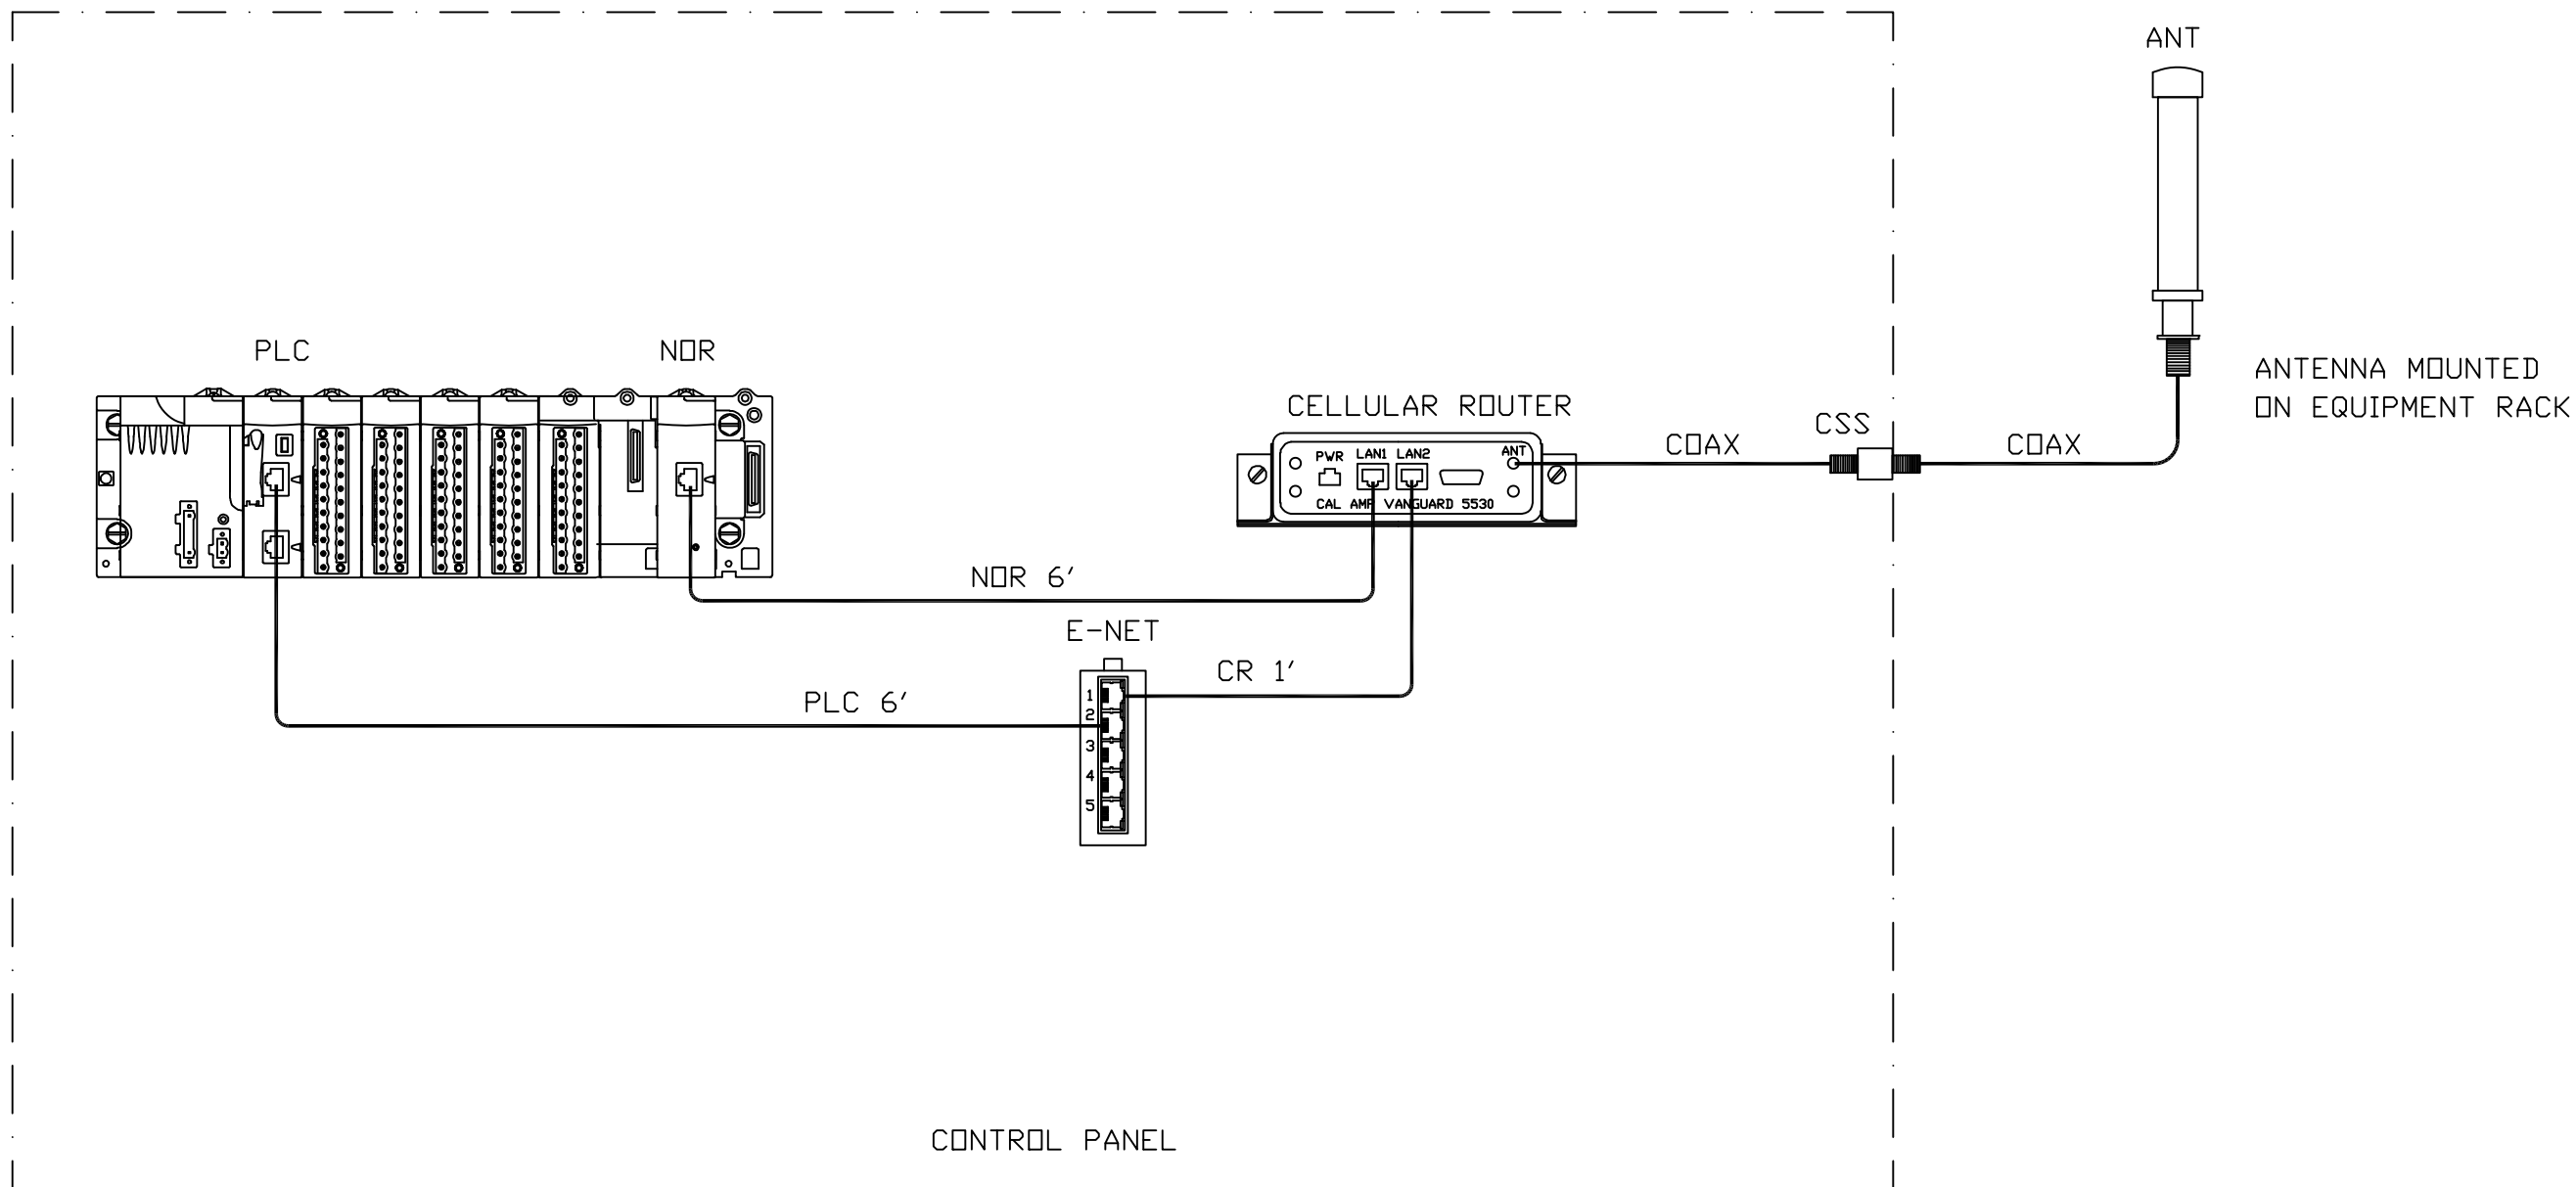 ANT
PLC
NOR
ANTENNA MOUNTED
ON EQUIPMENT RACK
CELLULAR ROUTER
CSS
COAX
COAX
PWR
LAN1
LAN2
ANT
CAL AMP VANGUARD 5530
NOR 6'
E-NET
CR 1'
PLC 6'
1
2
3
4
5
CONTROL PANEL